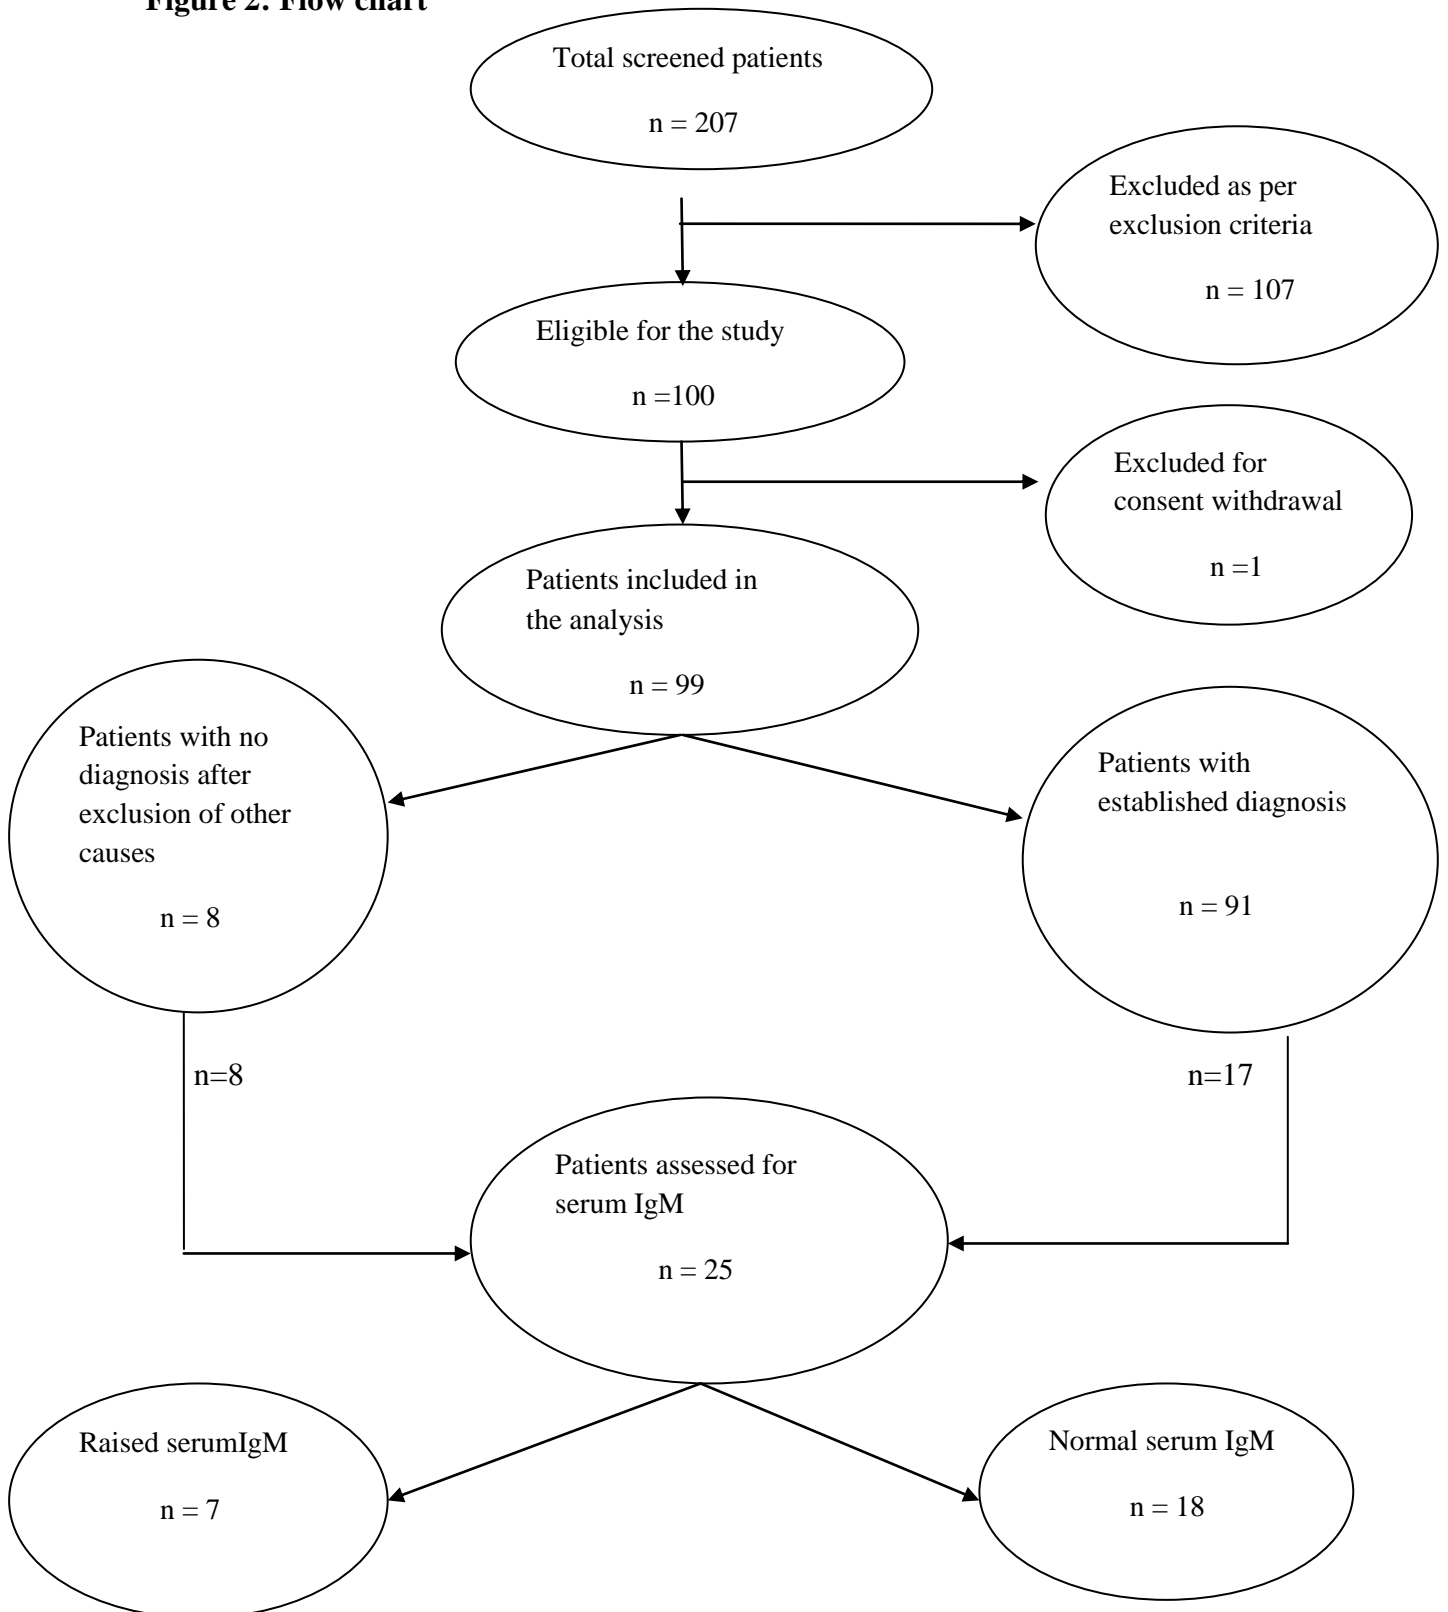 Figure 2: Flow chart
Total screened patients
n = 207
Excluded as per
exclusion criteria
n = 107
Eligible for the study
n =100
Excluded for
consent withdrawal
n =1
Patients included in
the analysis
n = 99
Patients with no
diagnosis after
exclusion of other
causes
n = 8
Patients with
established diagnosis
n = 91
n=8
n=17
Patients assessed for
serum IgM
n = 25
Raised serumIgM
n = 7
Normal serum IgM
n = 18